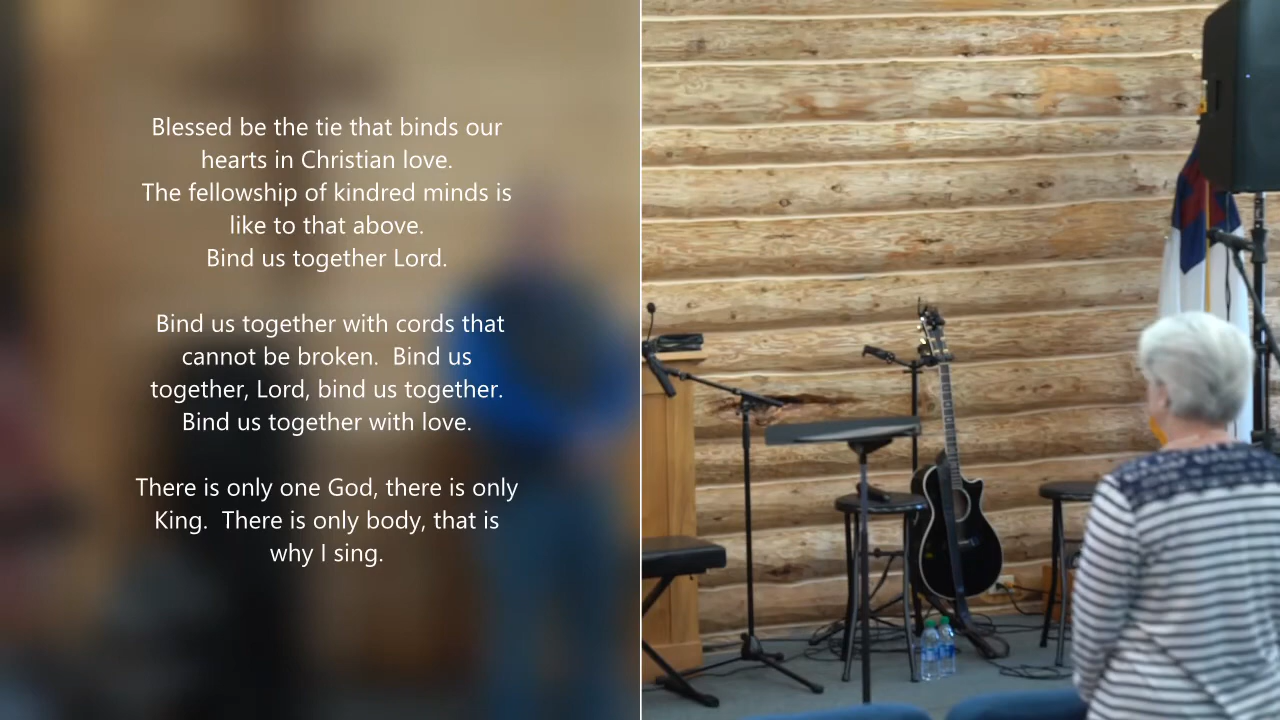 Blessed be the tie that binds our
hearts in Christian love.
The fellowship of kindred minds is
like to that above.
Bind us together Lord.
Bind us together with cords that
cannot be broken.  Bind us
together, Lord, bind us together.
Bind us together with love.
There is only one God, there is only
King.  There is only body, that is
why I sing.